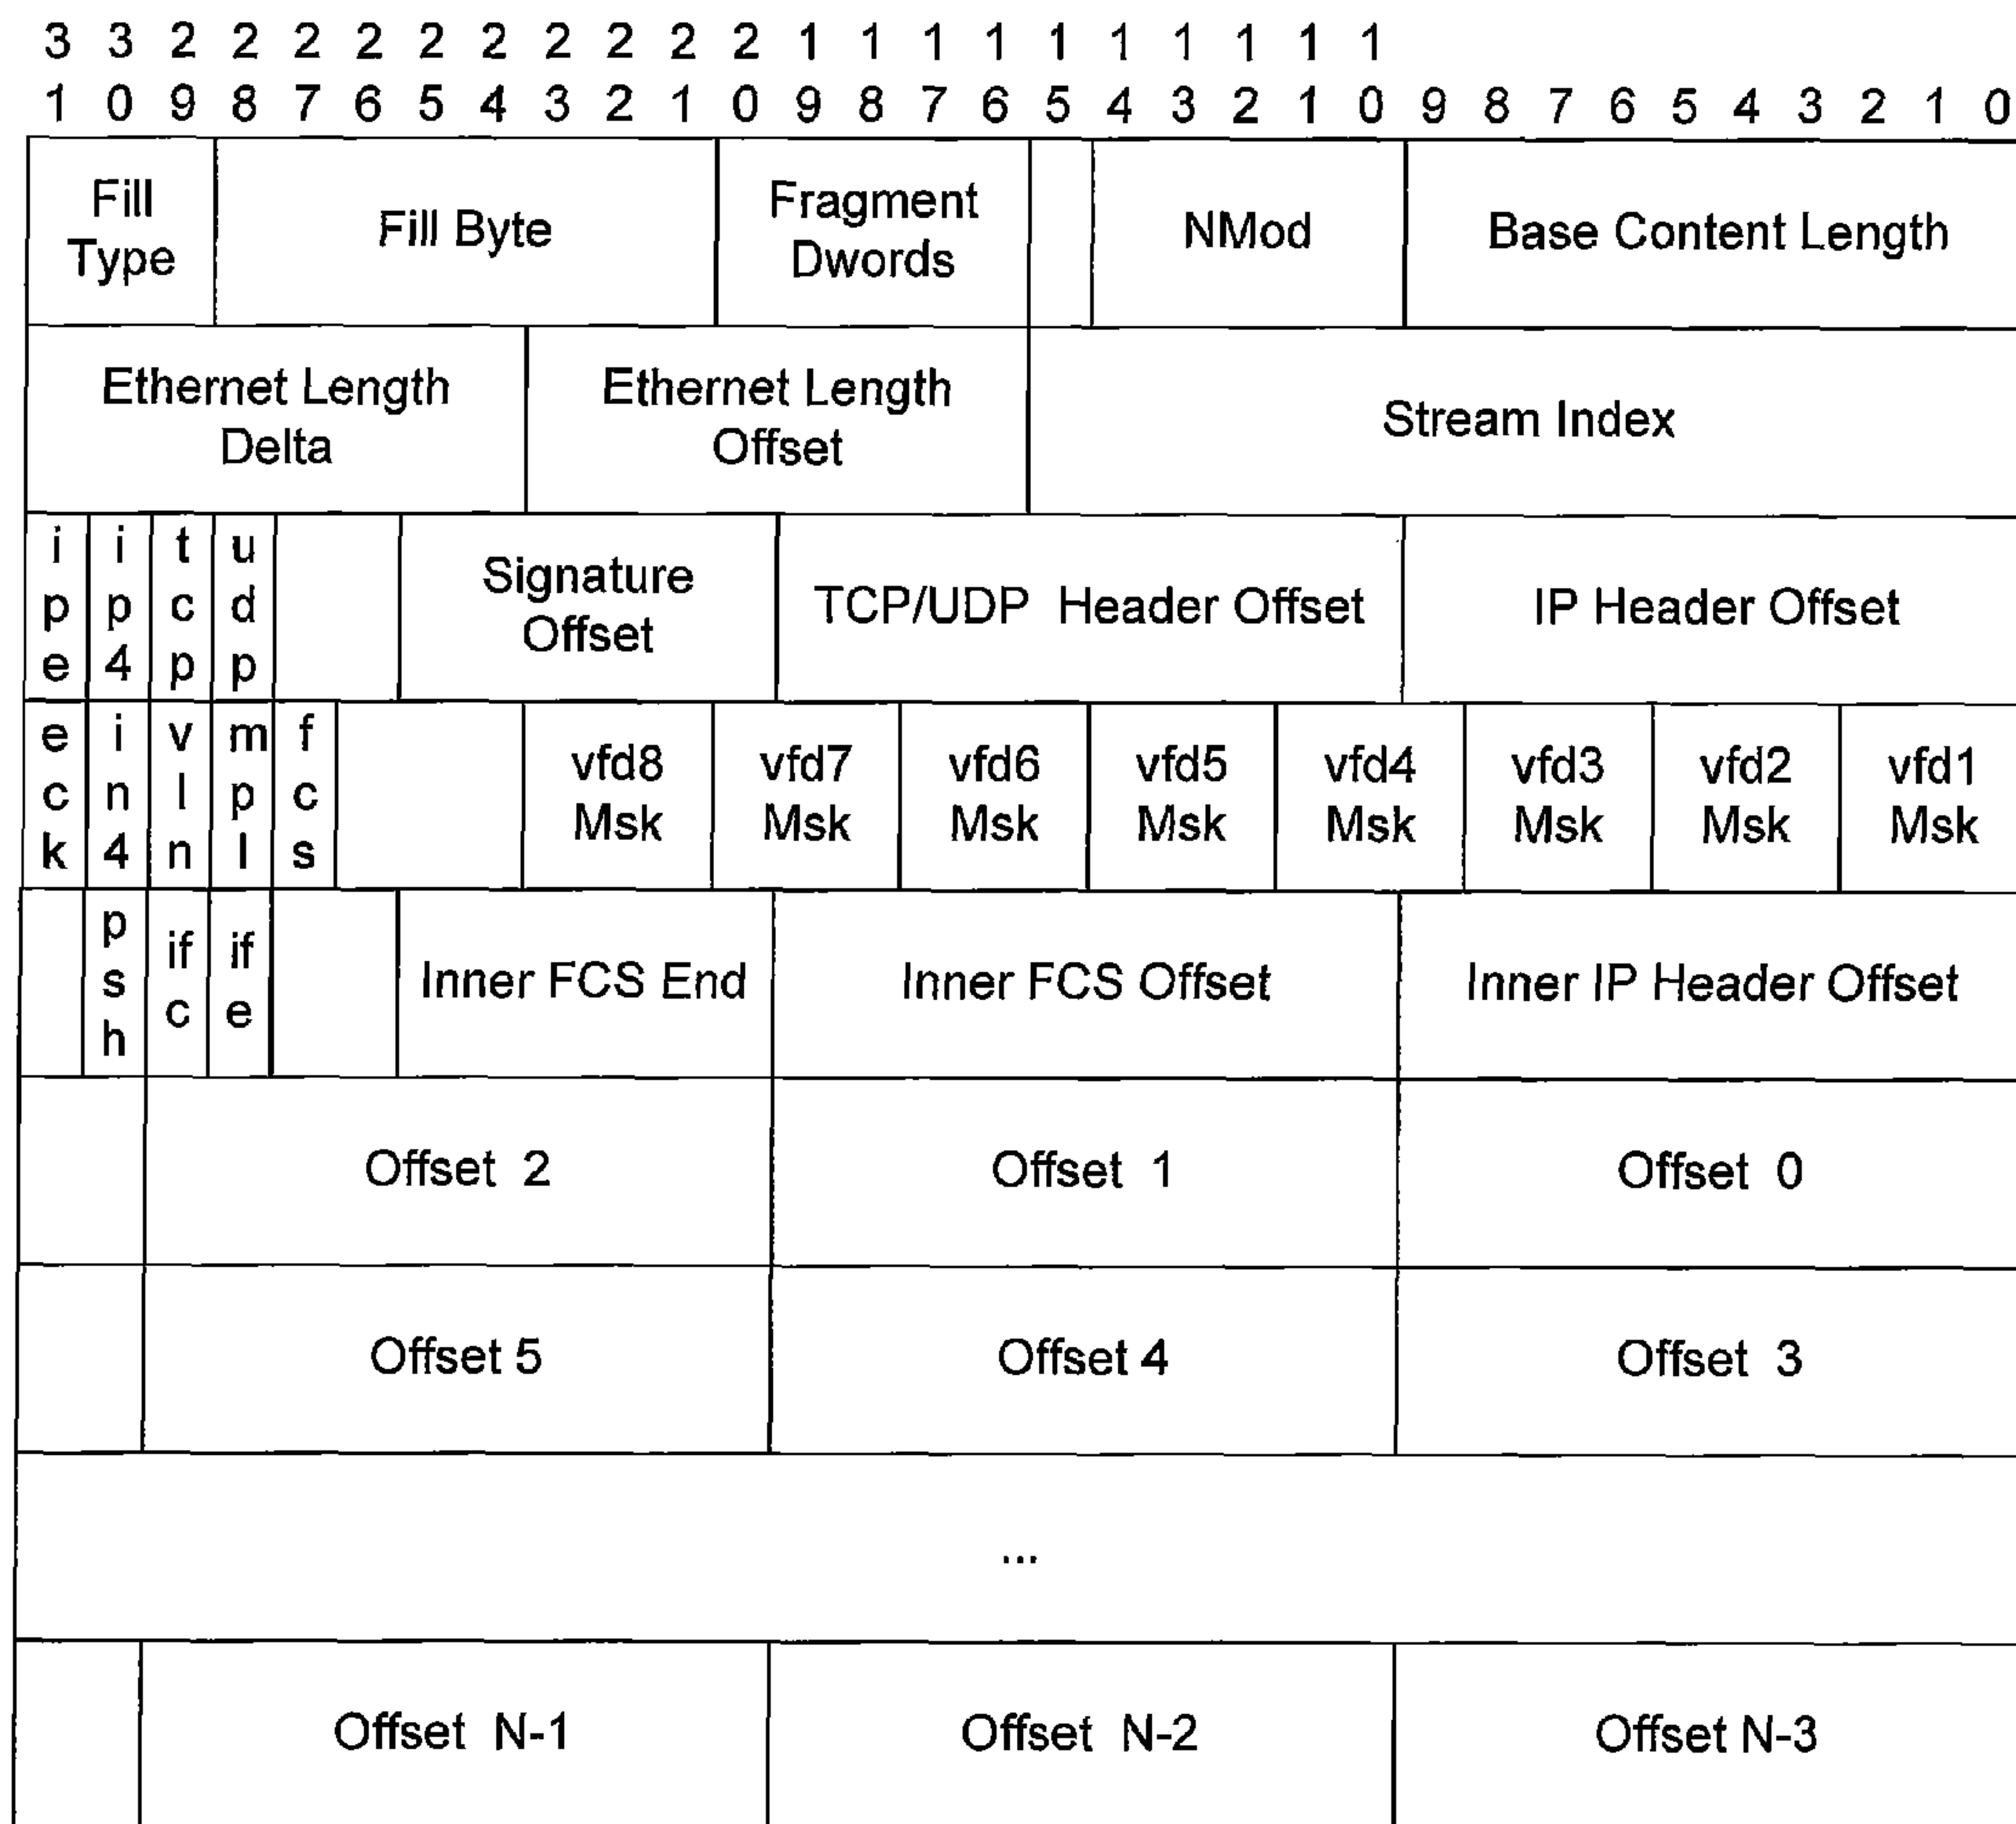 3 3 2 2 2 2 2 2 2 2 2 2 1 1 1 1 1 1 1 1 1 1
1 0 9 8 7 6 5 4 3 2 1 0 9 8 7 6 5 4 3 2 1 0 9 8 7 6 5 4 3 2 1 0
Fill
Type
Fill Byte
Fragment
Dwords
NMod
Base Content Length
Ethernet Length
Delta
Ethernet Length
Offset
Stream Index
i
p
e
i
p
4
t
c
p
u
d
p
Signature
Offset
TCP/UDP Header Offset
IP Header Offset
e
c
k
i
n
4
v
l
n
m
p
l
f
c
s
vfd8
Msk
vfd7
Msk
vfd6
Msk
vfd5
Msk
vfd4
Msk
vfd3
Msk
vfd2
Msk
vfd1
Msk
p
s
h
if
c
if
e
Inner FCS End
Inner FCS Offset
Inner IP Header Offset
Offset 2
Offset 1
Offset 0
Offset 5
Offset 4
Offset 3
...
Offset N-1
Offset N-2
Offset N-3